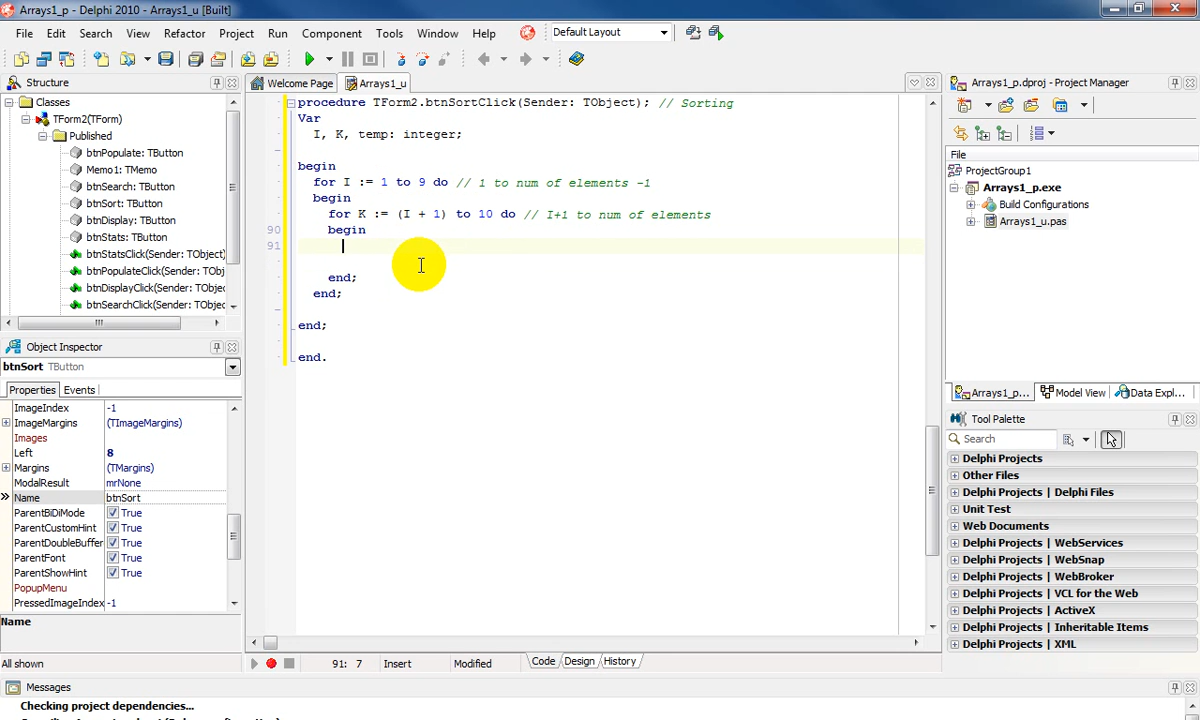 Arrays1_p - Delphi 2010 - Arrays1_u [Built]
File Edit Search View Refactor Project Run Component Tools Window Help Default Layout
Structure
Classes
TForm2(TForm)
Published
btnPopulate: TButton
Memo1: TMemo
btnSearch: TButton
btnSort: TButton
btnDisplay: TButton
btnStats: TButton
btnStatsClick(Sender: TObject)
btnPopulateClick(Sender: TObj
btnDisplayClick(Sender: TObjec
btnSearchClick(Sender: TObjec
Object Inspector
btnSort TButton
Properties Events
ImageIndex -1
ImageMargins (TImageMargins)
Images
Left 8
Margins (TMargins)
ModalResult mrNone
Name btnSort
ParentBiDiMode True
ParentCustomHint True
ParentDoubleBuffer True
ParentFont True
ParentShowHint True
PopupMenu
PressedImageIndex -1
Name
All shown
Welcome Page Arrays1_u
procedure TForm2.btnSortClick(Sender: TObject); // Sorting
Var
I, K, temp: integer;
begin
for I := 1 to 9 do // 1 to num of elements -1
begin
for K := (I + 1) to 10 do // I+1 to num of elements
90 begin
91
end;
end;
end;
end.
91: 7 Insert Modified Code Design History
Arrays1_p.dproj - Project Manager
File
ProjectGroup1
Arrays1_p.exe
Build Configurations
Arrays1_u.pas
Arrays1_p... Model View Data Expl...
Tool Palette
Search
Delphi Projects
Other Files
Delphi Projects | Delphi Files
Unit Test
Web Documents
Delphi Projects | WebServices
Delphi Projects | WebSnap
Delphi Projects | WebBroker
Delphi Projects | VCL for the Web
Delphi Projects | ActiveX
Delphi Projects | Inheritable Items
Delphi Projects | XML
Messages
Checking project dependencies...